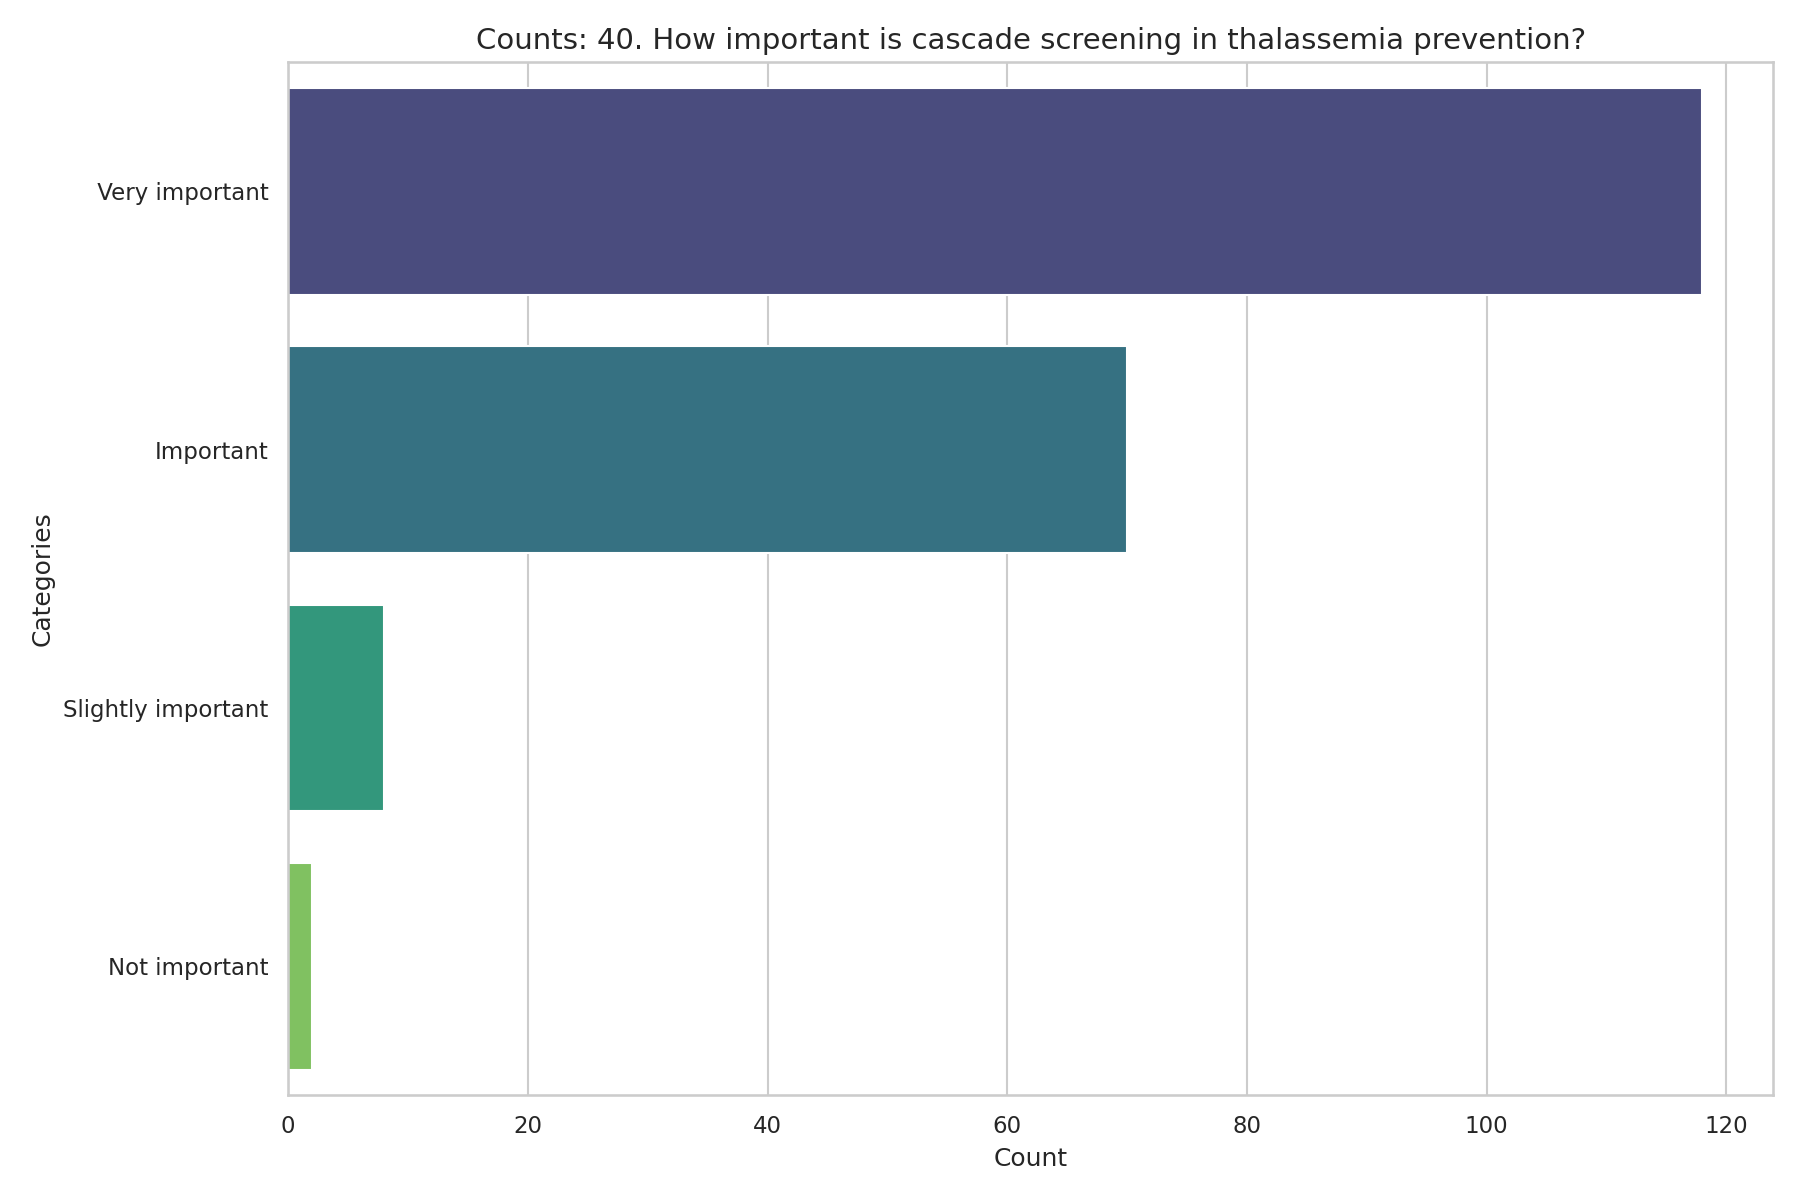 Counts: 40. How important is cascade screening in thalassemia prevention?
Very important
Important
Slightly important
Not important
Categories
0 20 40 60 80 100 120
Count